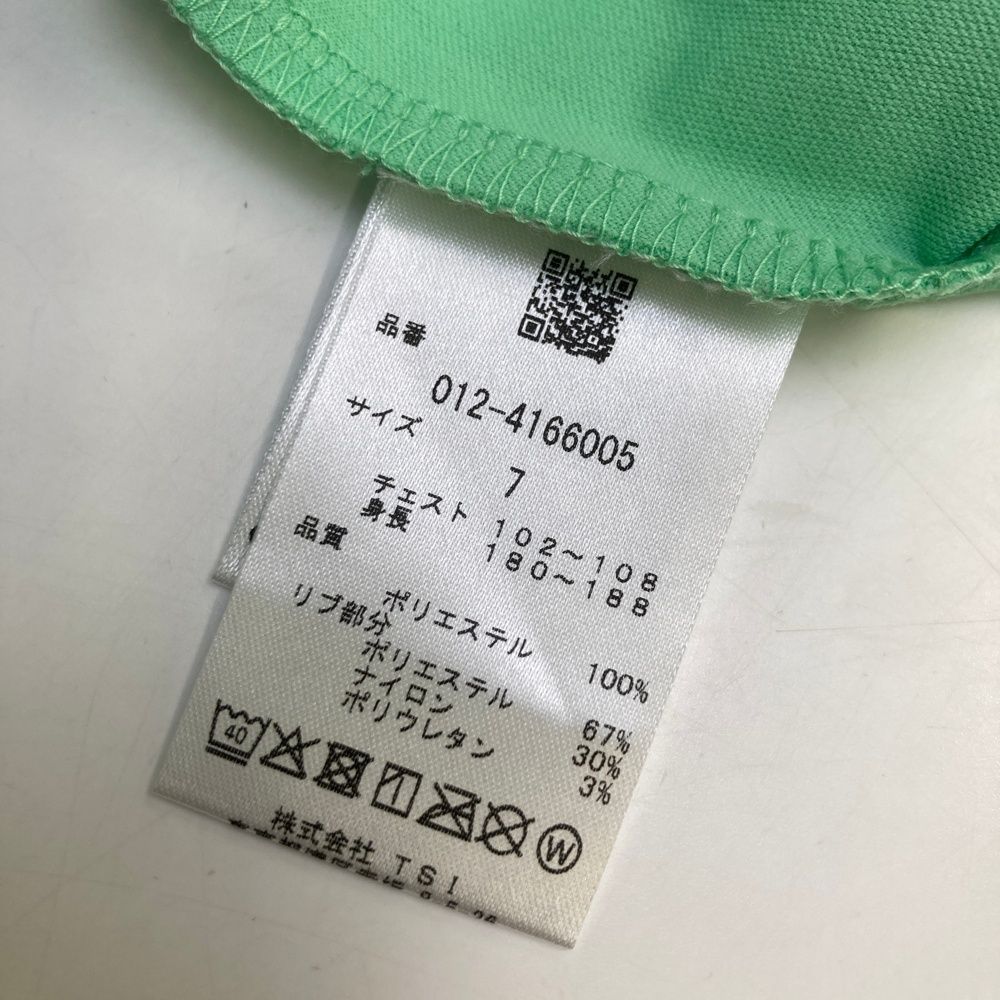 品番
012-4166005
サイズ
7
チェスト 102～108
身長 180～188
品質
ポリエステル 100%
リブ部分
ポリエステル 67%
ナイロン 30%
ポリウレタン 3%
40
W
株式会社 TSI